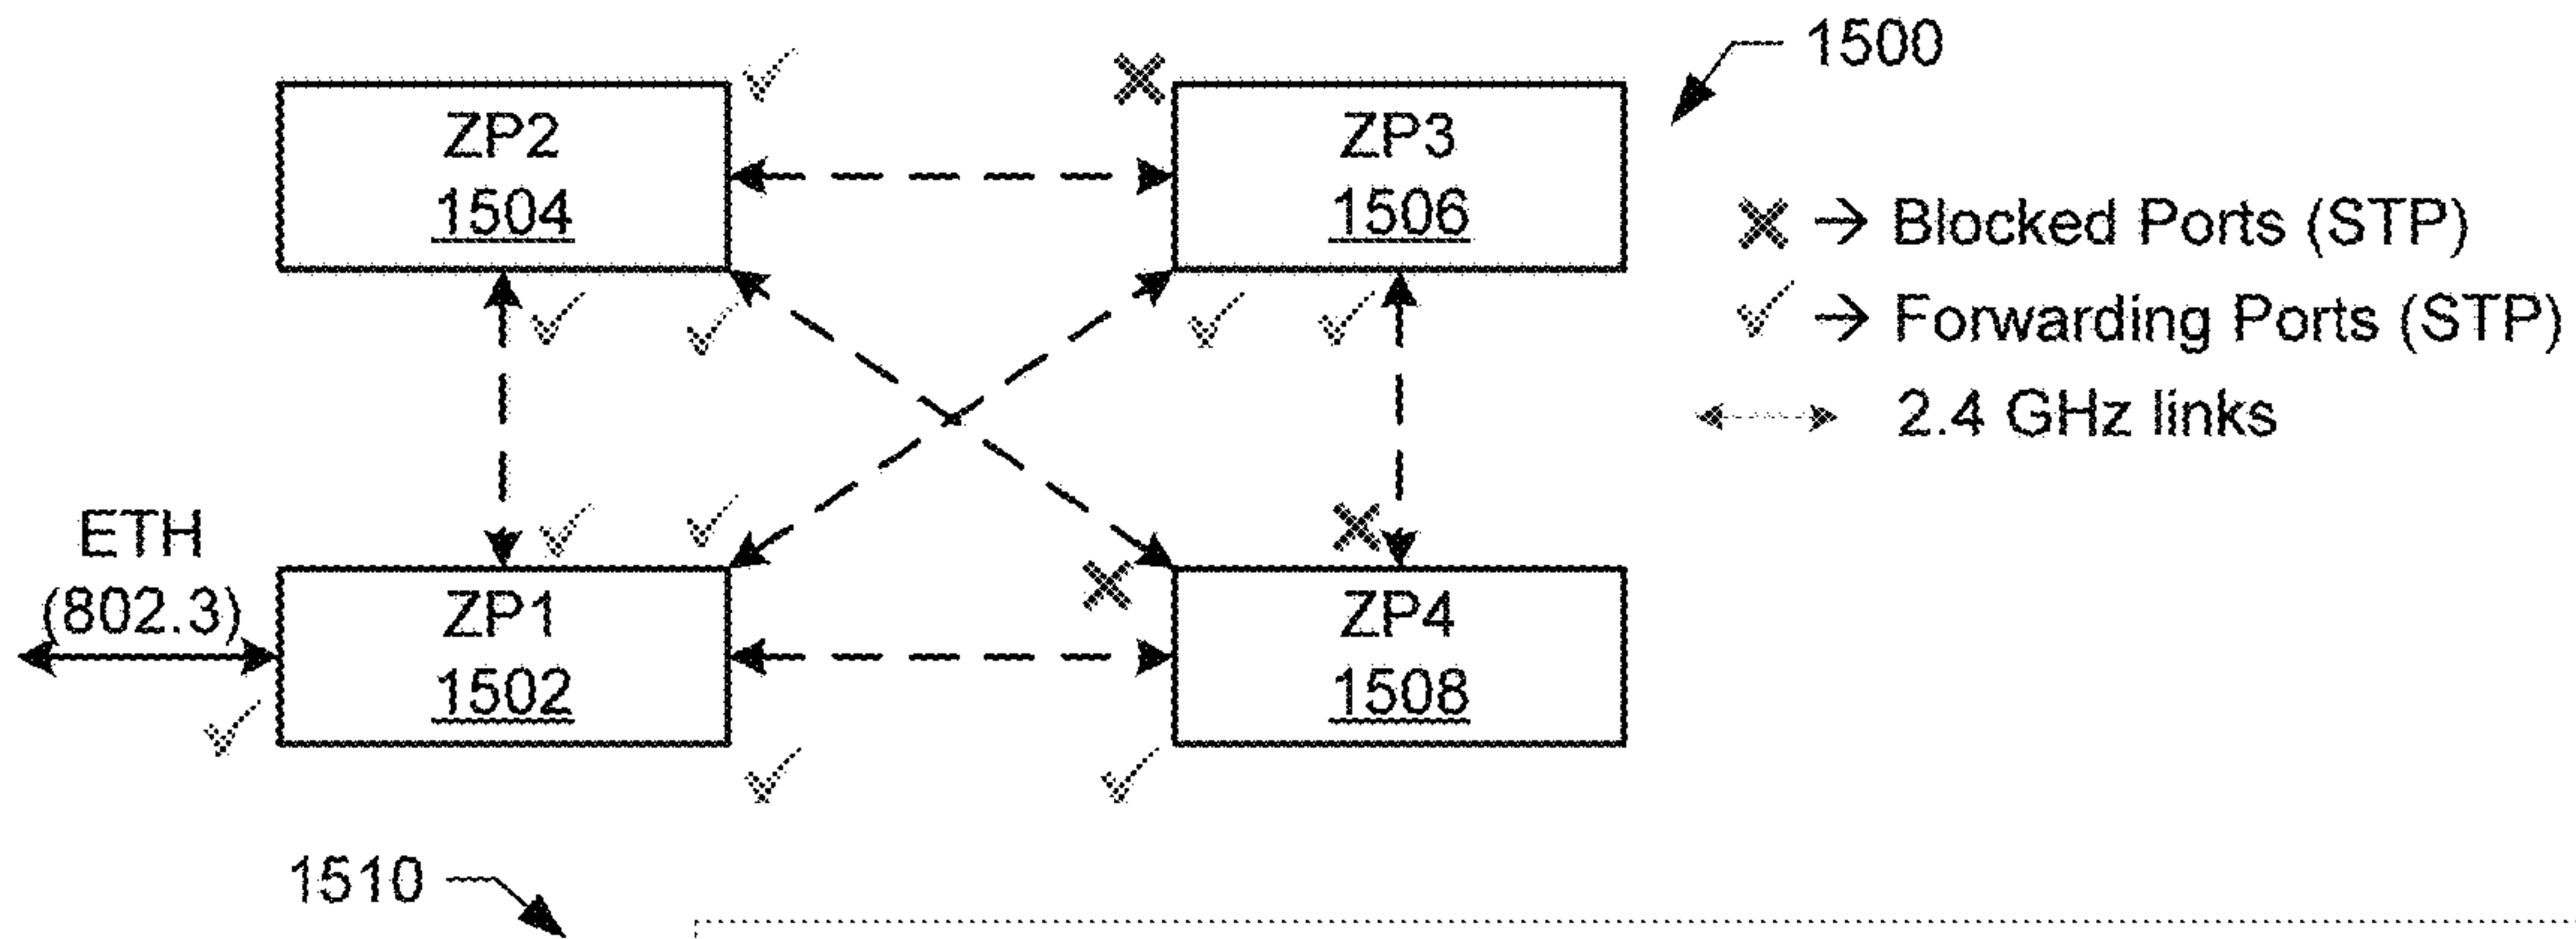 1500
ZP2
1504
ZP3
1506
→ Blocked Ports (STP)
→ Forwarding Ports (STP)
2.4 GHz links
ETH
(802.3)
ZP1
1502
ZP4
1508
1510